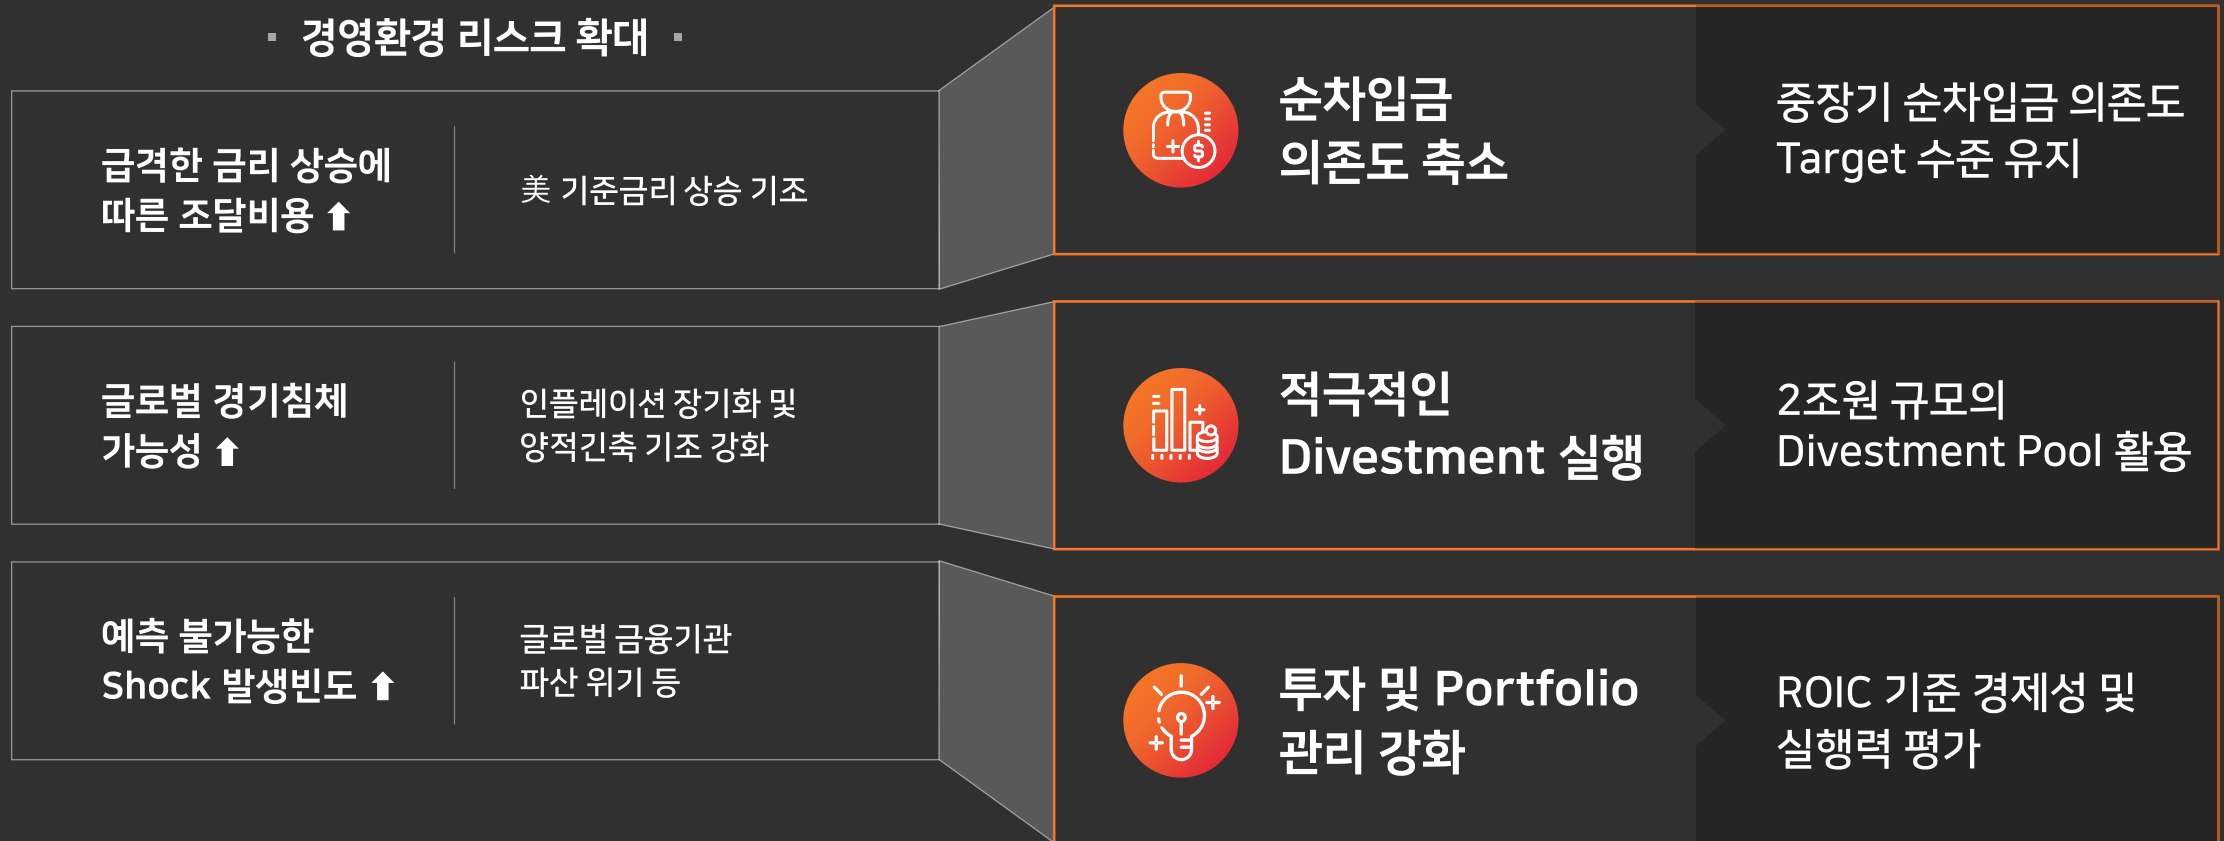 경영환경 리스크 확대
급격한 금리 상승에
따른 조달비용 ⬆
美 기준금리 상승 기조
글로벌 경기침체
가능성 ⬆
인플레이션 장기화 및
양적긴축 기조 강화
예측 불가능한
Shock 발생빈도 ⬆
글로벌 금융기관
파산 위기 등
순차입금
의존도 축소
중장기 순차입금 의존도
Target 수준 유지
적극적인
Divestment 실행
2조원 규모의
Divestment Pool 활용
투자 및 Portfolio
관리 강화
ROIC 기준 경제성 및
실행력 평가